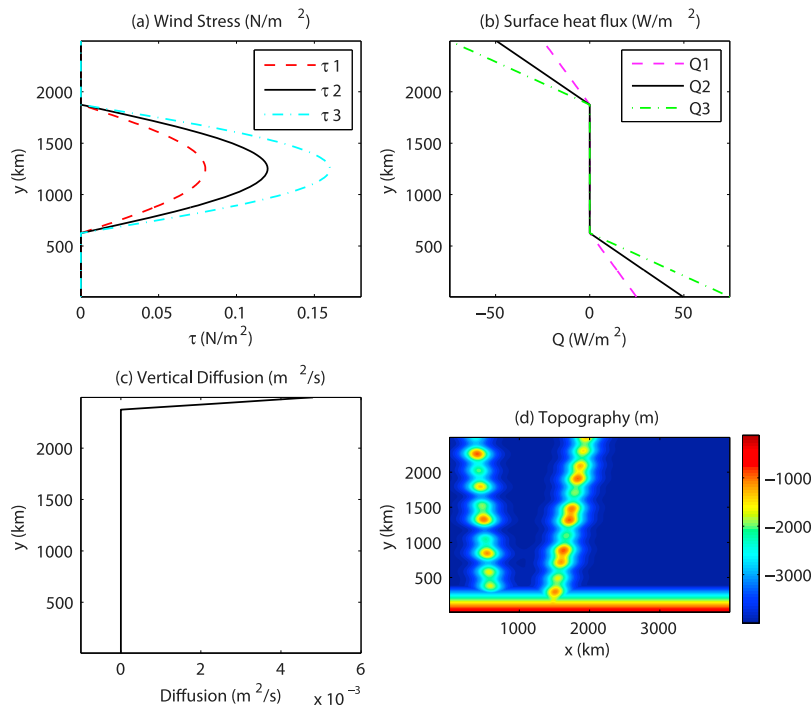 (a) Wind Stress (N/m ²)
τ 1
τ 2
τ 3
y (km)
2000
1500
1000
500
0
0.05
0.1
0.15
τ (N/m²)
(b) Surface heat flux (W/m ²)
Q1
Q2
Q3
y (km)
2000
1500
1000
500
−50
0
50
Q (W/m²)
(c) Vertical Diffusion (m ²/s)
y (km)
2000
1500
1000
500
0
2
4
6
x 10⁻³
Diffusion (m²/s)
(d) Topography (m)
y (km)
2000
1500
1000
500
1000
2000
3000
x (km)
−1000
−2000
−3000